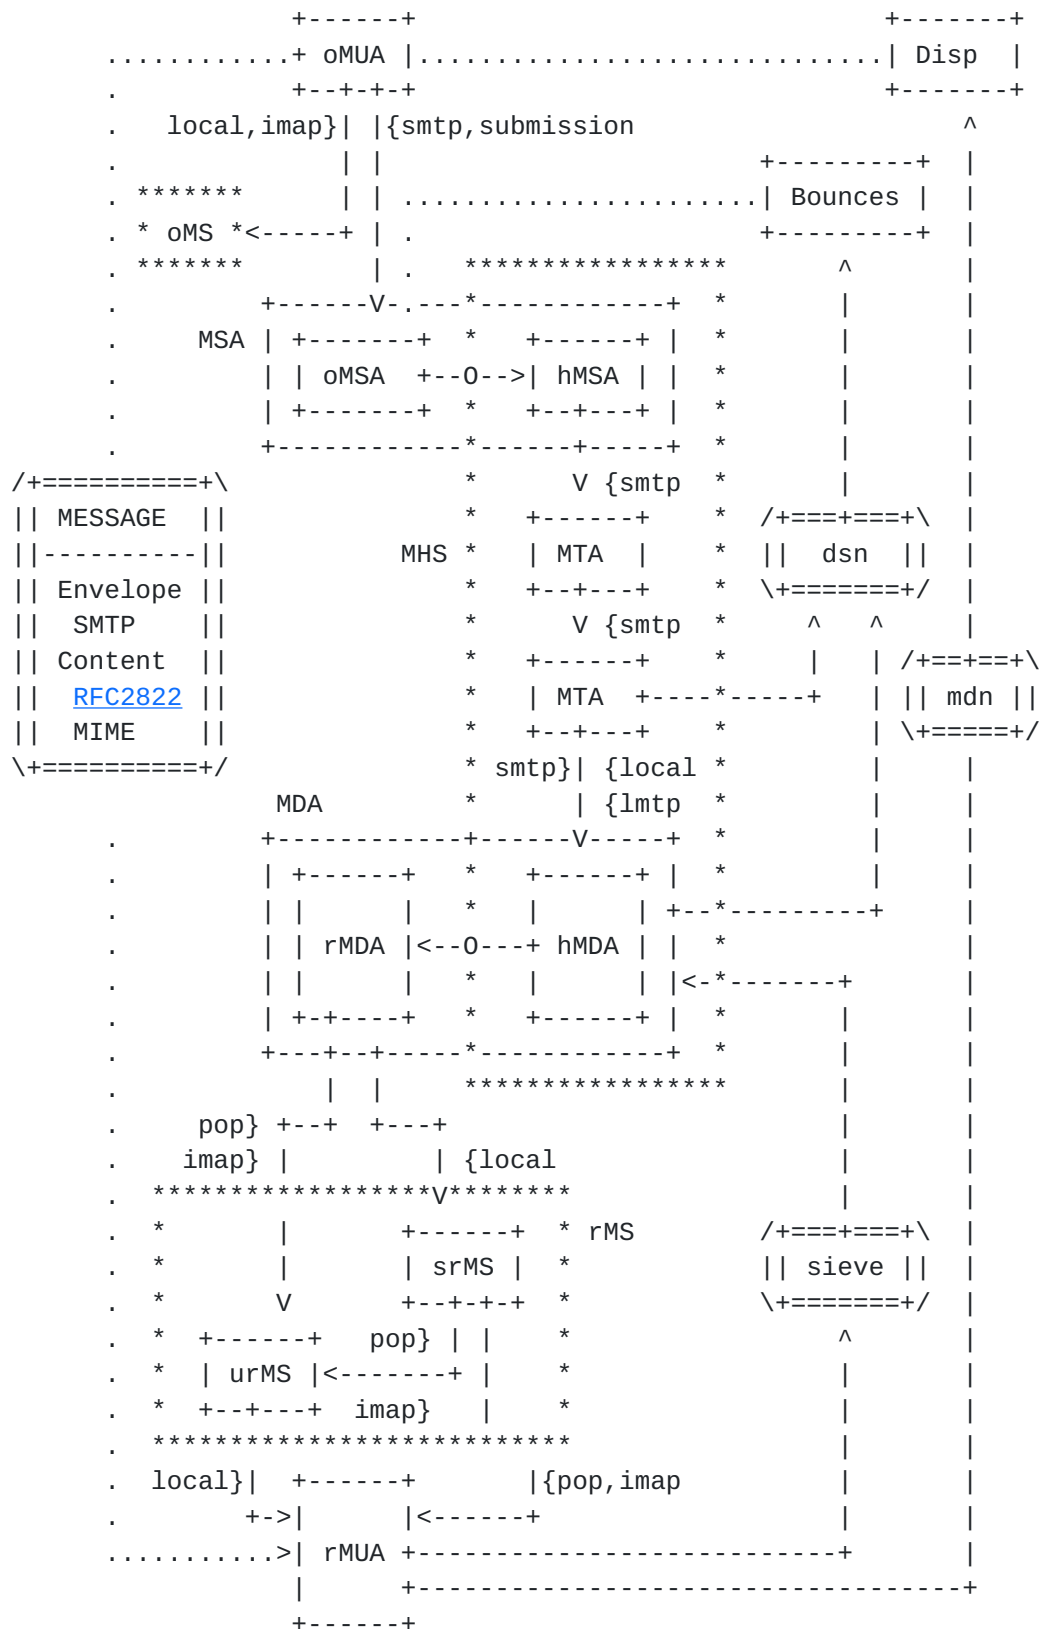 +------+                              +-------+
............+ oMUA |..............................| Disp  |
.           +--+-+-+                              +-------+
.   local,imap}| |{smtp,submission                     ^
.              | |                        +---------+  |
. *******      | | .......................| Bounces |  |
. * oMS *<-----+ | .                      +---------+  |
. *******        | .   *****************       ^       |
.         +------V-.---*------------+  *       |       |
.     MSA | +-------+  *   +------+ |  *       |       |
.         | | oMSA  +--O-->| hMSA | |  *       |       |
.         | +-------+  *   +--+---+ |  *       |       |
.         +------------*------+-----+  *       |       |
/+==========+\               *      V {smtp  *       |       |
|| MESSAGE  ||               *   +------+    *  /+===+===+\  |
||----------||           MHS *   | MTA  |    *  ||  dsn  ||  |
|| Envelope ||               *   +--+---+    *  \+=======+/  |
||  SMTP    ||               *      V {smtp  *     ^   ^     |
|| Content  ||               *   +------+    *     |   | /+==+==+\
||  RFC2822 ||               *   | MTA  +----*-----+   | || mdn ||
||  MIME    ||               *   +--+---+    *         | \+=====+/
\+==========+/               * smtp}| {local *         |     |
MDA         *      | {lmtp  *         |     |
.         +------------+------V-----+  *         |     |
.         | +------+   *   +------+ |  *         |     |
.         | |      |   *   |      | +--*---------+     |
.         | | rMDA |<--O---+ hMDA | |  *               |
.         | |      |   *   |      | |<-*-------+       |
.         | +-+----+   *   +------+ |  *       |       |
.         +---+--+-----*------------+  *       |       |
.             |  |     *****************       |       |
.     pop} +--+  +---+                         |       |
.    imap} |         | {local                  |       |
.  ******************V********                 |       |
.  *       |       +------+  * rMS        /+===+===+\  |
.  *       |       | srMS |  *            || sieve ||  |
.  *       V       +--+-+-+  *            \+=======+/  |
.  *  +------+   pop} | |    *                 ^       |
.  *  | urMS |<-------+ |    *                 |       |
.  *  +--+---+  imap}   |    *                 |       |
.  ***************************                 |       |
.  local}|  +------+       |{pop,imap          |       |
.        +->|      |<------+                   |       |
...........>| rMUA +---------------------------+       |
|      +-----------------------------------+
+------+